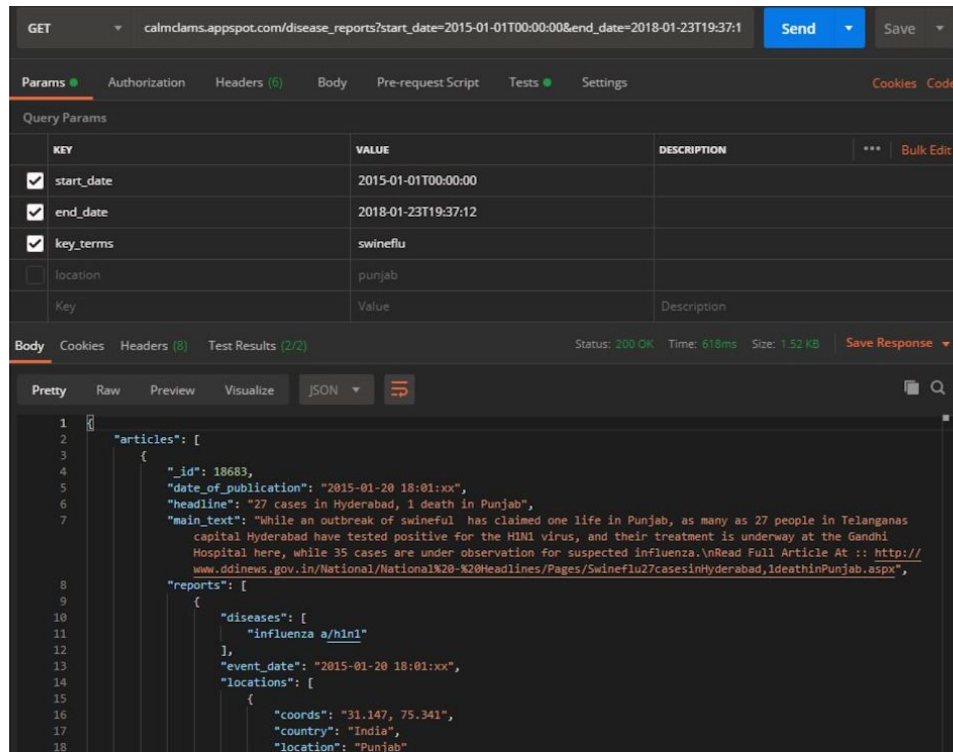 GET calmclams.appspot.com/disease_reports?start_date=2015-01-01T00:00:00&end_date=2018-01-23T19:37:1 Send Save
Params Authorization Headers (6) Body Pre-request Script Tests Settings Cookies Code
Query Params
KEY VALUE DESCRIPTION ••• Bulk Edit
start_date 2015-01-01T00:00:00
end_date 2018-01-23T19:37:12
key_terms swineflu
location punjab
Key Value Description
Body Cookies Headers (8) Test Results (2/2) Status: 200 OK Time: 618ms Size: 1.52 KB Save Response
Pretty Raw Preview Visualize JSON
1 {
2 "articles": [
3 {
4 "_id": 18683,
5 "date_of_publication": "2015-01-20 18:01:xx",
6 "headline": "27 cases in Hyderabad, 1 death in Punjab",
7 "main_text": "While an outbreak of swineful  has claimed one life in Punjab, as many as 27 people in Telanganas
capital Hyderabad have tested positive for the H1N1 virus, and their treatment is underway at the Gandhi
Hospital here, while 35 cases are under observation for suspected influenza.\nRead Full Article At :: http://
www.ddinews.gov.in/National/National%20-%20Headlines/Pages/Swineflu27casesinHyderabad,1deathinPunjab.aspx",
8 "reports": [
9 {
10 "diseases": [
11 "influenza a/h1n1"
12 ],
13 "event_date": "2015-01-20 18:01:xx",
14 "locations": [
15 {
16 "coords": "31.147, 75.341",
17 "country": "India",
18 "location": "Punjab"